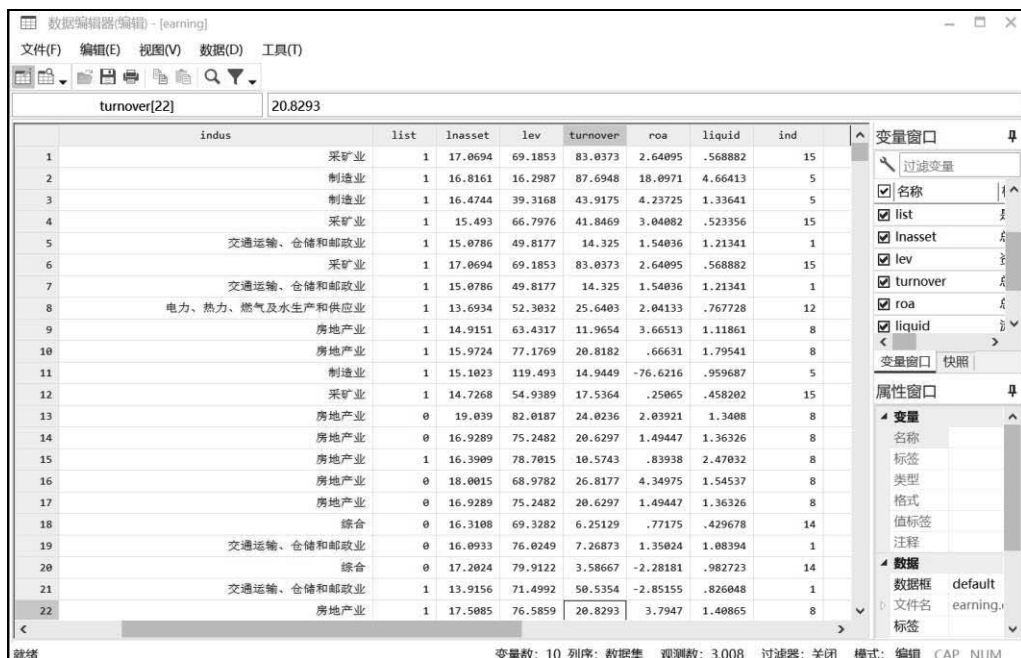 数据编辑器(编辑) - [earning]
文件(F) 编辑(E) 视图(V) 数据(D) 工具(T)
turnover[22] 20.8293
indus list lnasset lev turnover roa liquid ind
1 采矿业 1 17.0694 69.1853 83.0373 2.64095 .568882 15
2 制造业 1 16.8161 16.2987 87.6948 18.0971 4.66413 5
3 制造业 1 16.4744 39.3168 43.9175 4.23725 1.33641 5
4 采矿业 1 15.493 66.7976 41.8469 3.04082 .523356 15
5 交通运输、仓储和邮政业 1 15.0786 49.8177 14.325 1.54036 1.21341 1
6 采矿业 1 17.0694 69.1853 83.0373 2.64095 .568882 15
7 交通运输、仓储和邮政业 1 15.0786 49.8177 14.325 1.54036 1.21341 1
8 电力、热力、燃气及水生产和供应业 1 13.6934 52.3032 25.6403 2.04133 .767728 12
9 房地产业 1 14.9151 63.4317 11.9654 3.66513 1.11861 8
10 房地产业 1 15.9724 77.1769 20.8182 .66631 1.79541 8
11 制造业 1 15.1023 119.493 14.9449 -76.6216 .959687 5
12 采矿业 1 14.7268 54.9389 17.5364 .25065 .458202 15
13 房地产业 0 19.039 82.0187 24.0236 2.03921 1.3408 8
14 房地产业 0 16.9289 75.2482 20.6297 1.49447 1.36326 8
15 房地产业 1 16.3909 78.7015 10.5743 .83938 2.47032 8
16 房地产业 0 18.0015 68.9782 26.8177 4.34975 1.54537 8
17 房地产业 0 16.9289 75.2482 20.6297 1.49447 1.36326 8
18 综合 0 16.3108 69.3282 6.25129 .77175 .429678 14
19 交通运输、仓储和邮政业 0 16.0933 76.0249 7.26873 1.35024 1.08394 1
20 综合 0 17.2024 79.9122 3.58667 -2.28181 .982723 14
21 交通运输、仓储和邮政业 1 13.9156 71.4992 50.5354 -2.85155 .826048 1
22 房地产业 1 17.5085 76.5859 20.8293 3.7947 1.40865 8
变量窗口
过滤变量
名称
list
lnasset
lev
turnover
roa
liquid
变量窗口 快照
属性窗口
变量
名称
标签
类型
格式
值标签
注释
数据
数据框 default
文件名 earning.
标签
就绪 变量数: 10 列序: 数据集 观测数: 3,008 过滤器: 关闭 模式: 编辑 CAP NUM